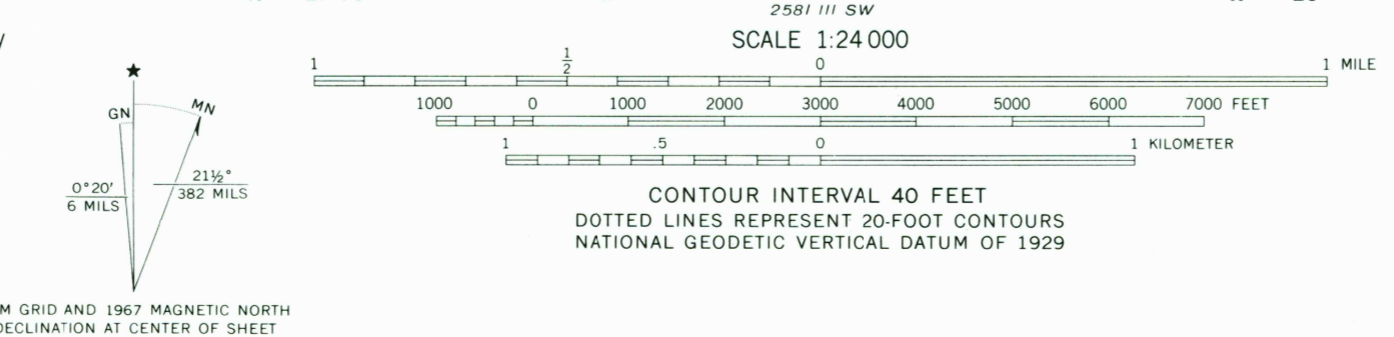 2581 III SW
SCALE 1:24 000
1 1/2 0 1 MILE
1000 0 1000 2000 3000 4000 5000 6000 7000 FEET
1 .5 0 1 KILOMETER
CONTOUR INTERVAL 40 FEET
DOTTED LINES REPRESENT 20-FOOT CONTOURS
NATIONAL GEODETIC VERTICAL DATUM OF 1929
★
GN MN
0°20′ 21½°
6 MILS 382 MILS
M GRID AND 1967 MAGNETIC NORTH
DECLINATION AT CENTER OF SHEET